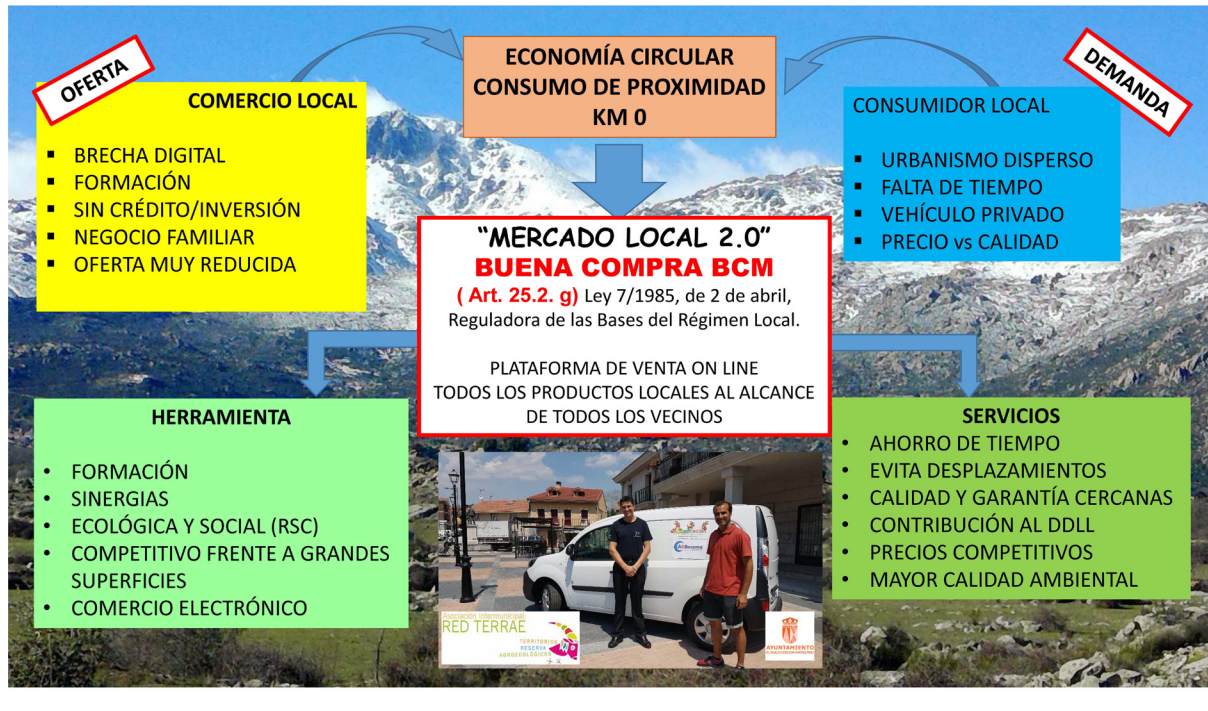 OFERTA
COMERCIO LOCAL
▪ BRECHA DIGITAL
▪ FORMACIÓN
▪ SIN CRÉDITO/INVERSIÓN
▪ NEGOCIO FAMILIAR
▪ OFERTA MUY REDUCIDA
ECONOMÍA CIRCULAR
CONSUMO DE PROXIMIDAD
KM 0
DEMANDA
CONSUMIDOR LOCAL
▪ URBANISMO DISPERSO
▪ FALTA DE TIEMPO
▪ VEHÍCULO PRIVADO
▪ PRECIO vs CALIDAD
“MERCADO LOCAL 2.0”
BUENA COMPRA BCM
( Art. 25.2. g) Ley 7/1985, de 2 de abril,
Reguladora de las Bases del Régimen Local.
PLATAFORMA DE VENTA ON LINE
TODOS LOS PRODUCTOS LOCALES AL ALCANCE
DE TODOS LOS VECINOS
HERRAMIENTA
• FORMACIÓN
• SINERGIAS
• ECOLÓGICA Y SOCIAL (RSC)
• COMPETITIVO FRENTE A GRANDES
SUPERFICIES
• COMERCIO ELECTRÓNICO
SERVICIOS
• AHORRO DE TIEMPO
• EVITA DESPLAZAMIENTOS
• CALIDAD Y GARANTÍA CERCANAS
• CONTRIBUCIÓN AL DDLL
• PRECIOS COMPETITIVOS
• MAYOR CALIDAD AMBIENTAL
Asociación Intermunicipal
RED TERRAE
TERRITORIOS
RESERVA
AGROECOLÓGICOS
AYUNTAMIENTO